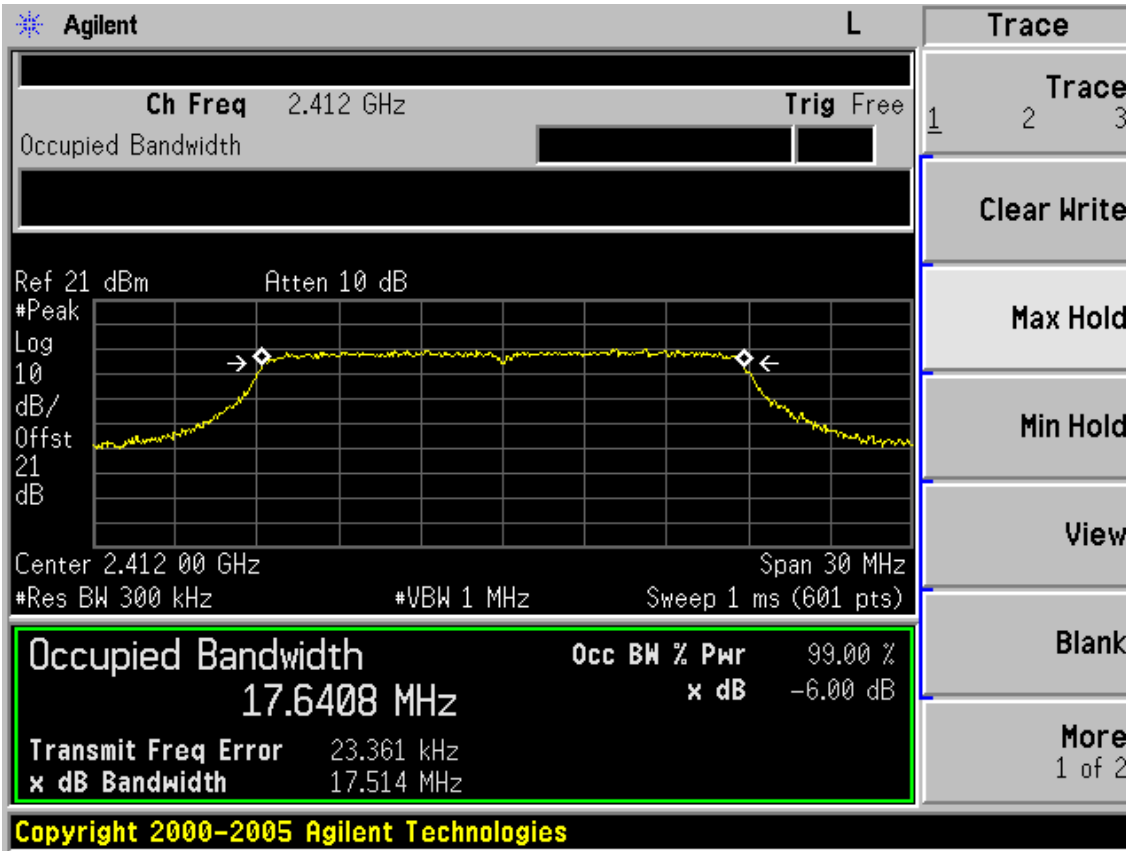 Agilent L Trace
Ch Freq 2.412 GHz Trig Free
Occupied Bandwidth
Ref 21 dBm Atten 10 dB
#Peak
Log
10
dB/
Offst
21
dB
Center 2.412 00 GHz Span 30 MHz
#Res BW 300 kHz #VBW 1 MHz Sweep 1 ms (601 pts)
Occupied Bandwidth Occ BW % Pwr 99.00 %
17.6408 MHz x dB -6.00 dB
Transmit Freq Error 23.361 kHz
x dB Bandwidth 17.514 MHz
Copyright 2000-2005 Agilent Technologies
Trace
1 2 3
Clear Write
Max Hold
Min Hold
View
Blank
More
1 of 2